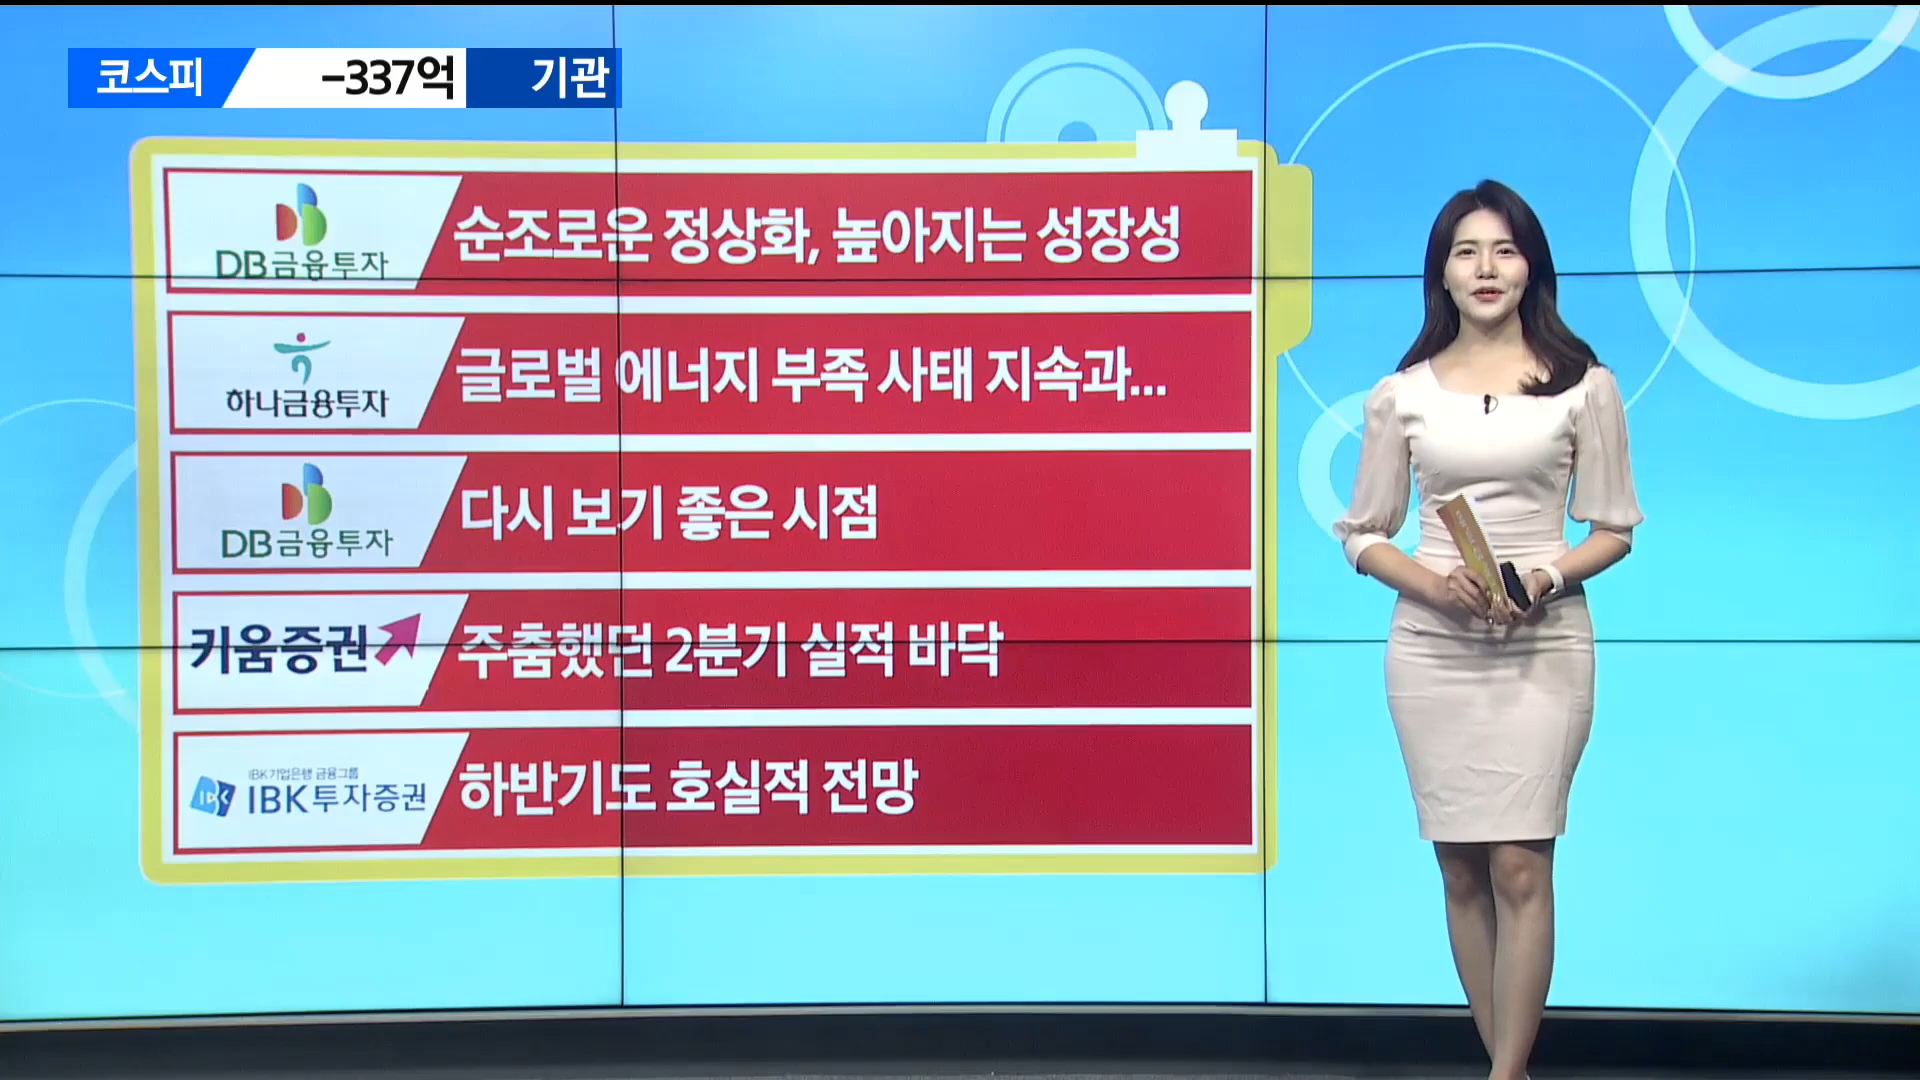 코스피 -337억 기관
DB금융투자 순조로운 정상화, 높아지는 성장성
하나금융투자 글로벌 에너지 부족 사태 지속과...
DB금융투자 다시 보기 좋은 시점
키움증권 주춤했던 2분기 실적 바닥
IBK기업은행 금융그룹
IBK투자증권 하반기도 호실적 전망